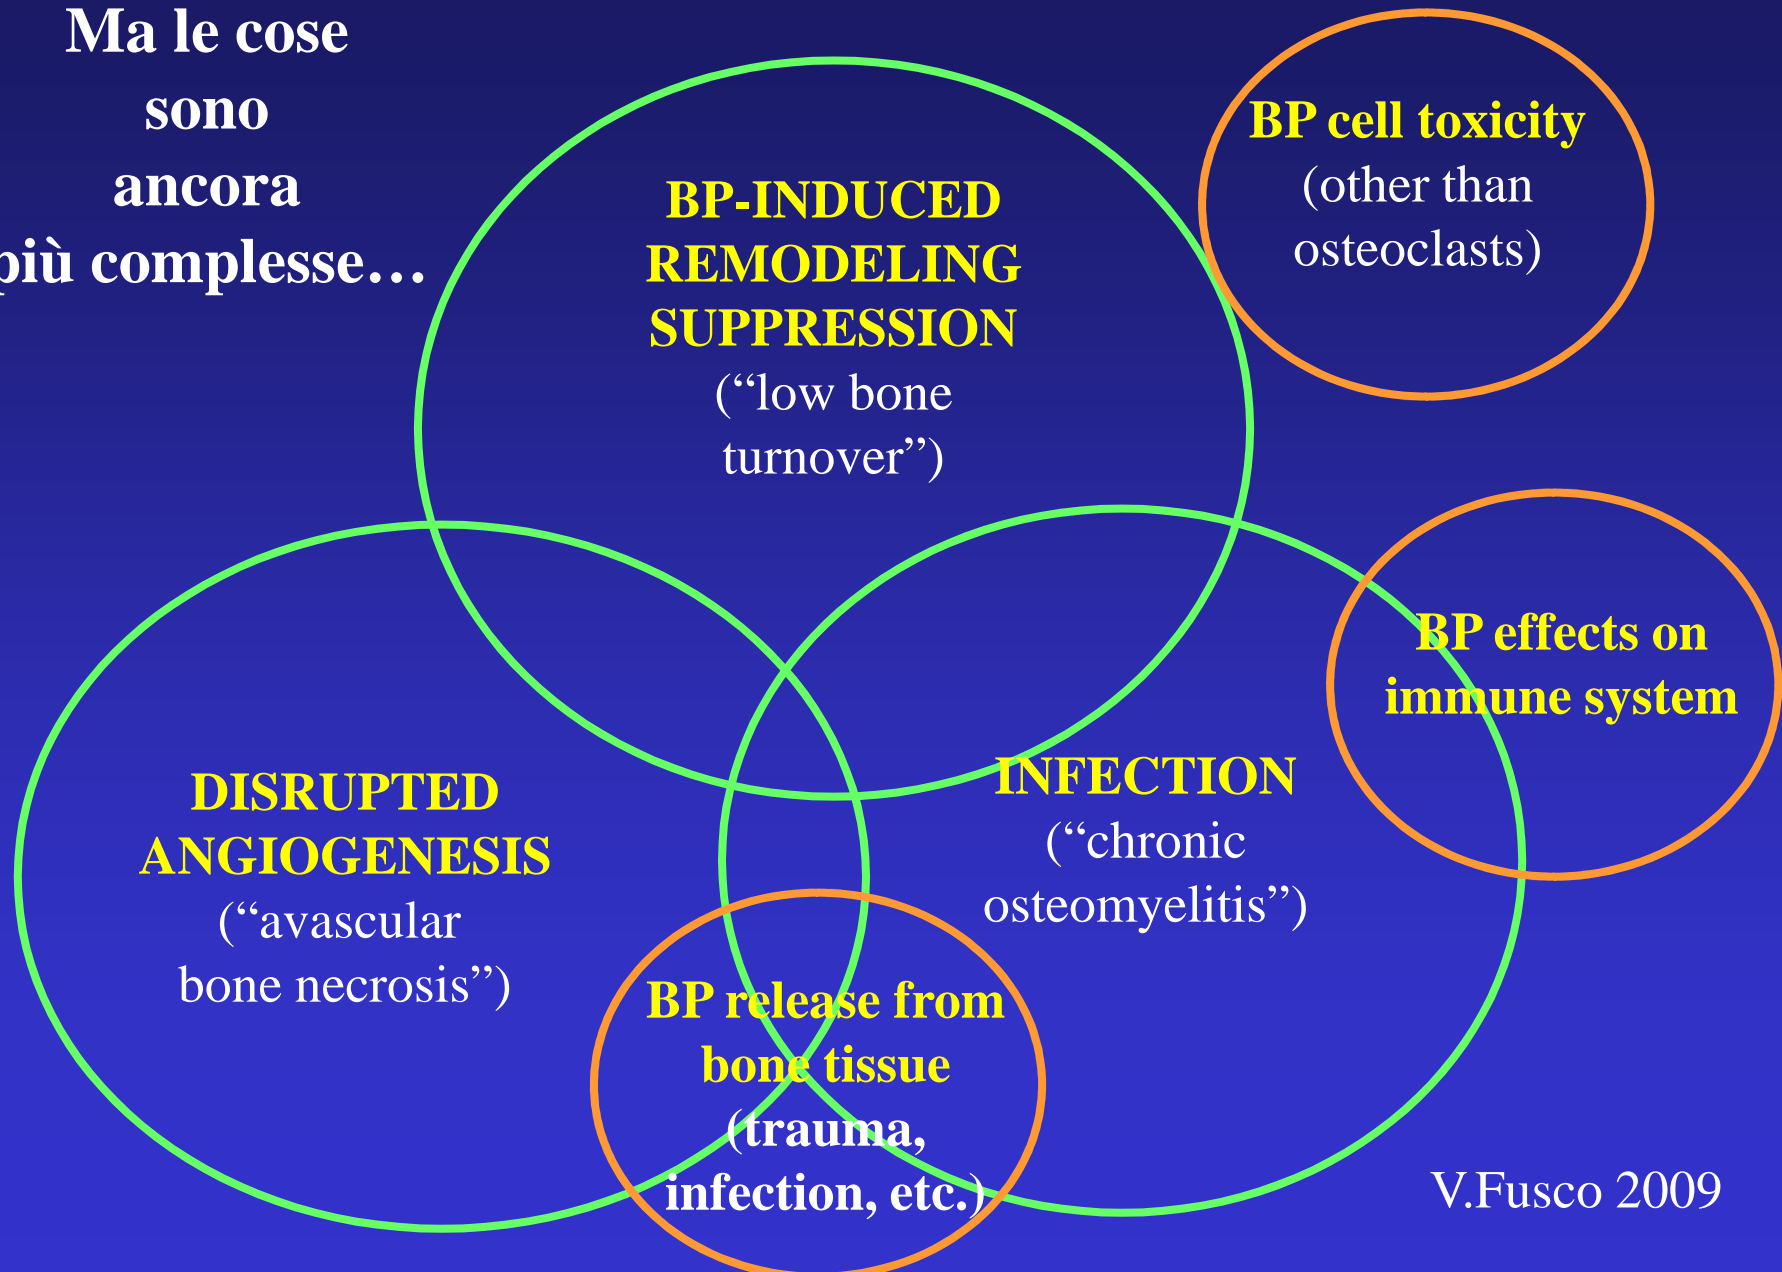 Ma le cose
sono
ancora
più complesse…
BP cell toxicity
(other than
osteoclasts)
BP-INDUCED
REMODELING
SUPPRESSION
(“low bone
turnover”)
BP effects on
immune system
DISRUPTED
ANGIOGENESIS
(“avascular
bone necrosis”)
INFECTION
(“chronic
osteomyelitis”)
BP release from
bone tissue
(trauma,
infection, etc.)
V.Fusco 2009